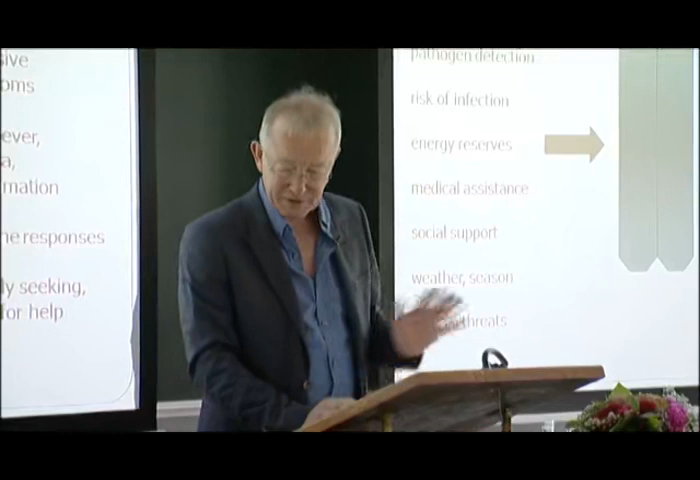 sive
oms
ever,
a,
mation
ne responses
ly seeking,
for help
pathogen detection
risk of infection
energy reserves
medical assistance
social support
weather, season
threats